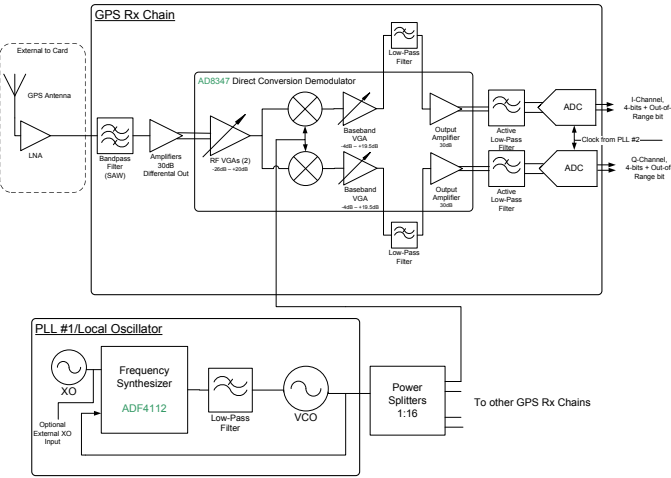 GPS Rx Chain
External to Card
GPS Antenna
LNA
Bandpass
Filter
(SAW)
Amplifiers
30dB
Differental Out
AD8347 Direct Conversion Demodulator
RF VGAs (2)
-26dB – +20dB
Baseband
VGA
-4dB – +19.5dB
Baseband
VGA
-4dB – +19.5dB
Low-Pass
Filter
Low-Pass
Filter
Output
Amplifier
30dB
Output
Amplifier
30dB
Active
Low-Pass
Filter
Active
Low-Pass
Filter
ADC
Clock from PLL #2
ADC
I-Channel,
4-bits + Out-of-
Range bit
Q-Channel,
4-bits + Out-of-
Range bit
PLL #1/Local Oscillator
XO
Optional
External XO
Input
Frequency
Synthesizer
ADF4112
Low-Pass
Filter
VCO
Power
Splitters
1:16
To other GPS Rx Chains